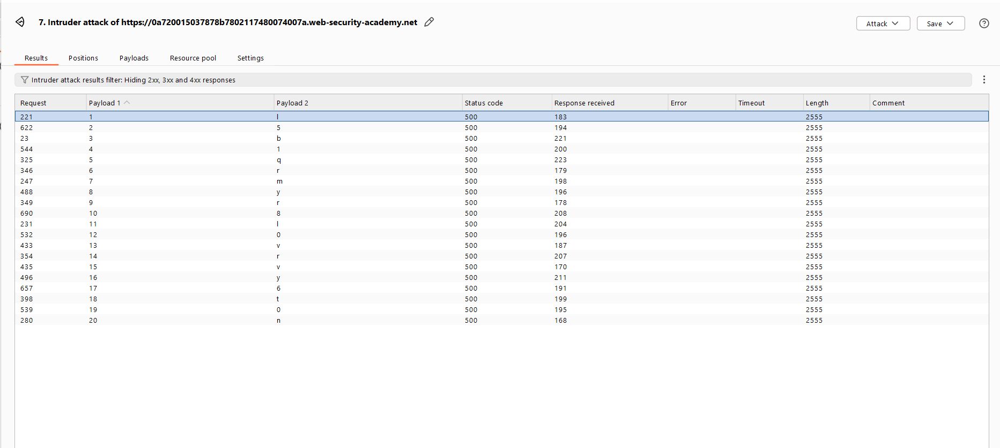 7. Intruder attack of https://0a720015037878b7802117480074007a.web-security-academy.net
Attack
Save
Results Positions Payloads Resource pool Settings
Intruder attack results filter: Hiding 2xx, 3xx and 4xx responses
Request Payload 1 Payload 2 Status code Response received Error Timeout Length Comment
221 1 l 500 183 2555
622 2 5 500 194 2555
23 3 b 500 221 2555
544 4 1 500 200 2555
325 5 q 500 223 2555
346 6 r 500 179 2555
247 7 m 500 198 2555
488 8 y 500 196 2555
349 9 r 500 178 2555
690 10 8 500 208 2555
231 11 l 500 204 2555
532 12 0 500 196 2555
433 13 v 500 187 2555
354 14 r 500 207 2555
435 15 v 500 170 2555
496 16 y 500 211 2555
657 17 6 500 191 2555
398 18 t 500 199 2555
539 19 0 500 195 2555
280 20 n 500 168 2555